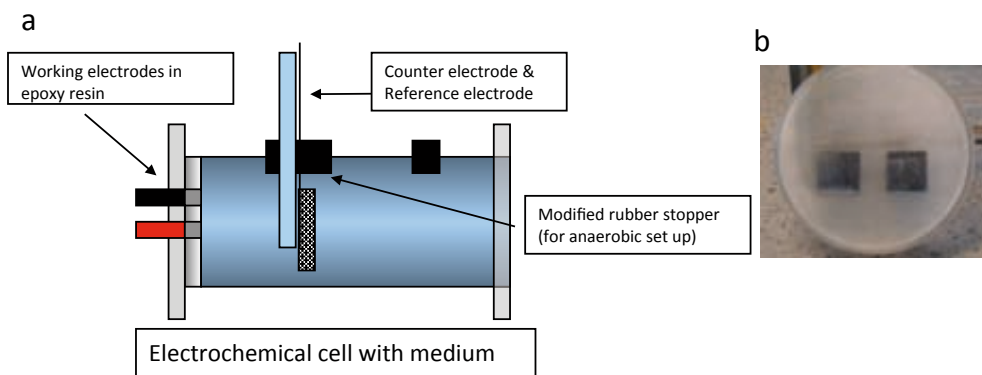 a
Working electrodes in
epoxy resin
Counter electrode &
Reference electrode
Modified rubber stopper
(for anaerobic set up)
Electrochemical cell with medium
b